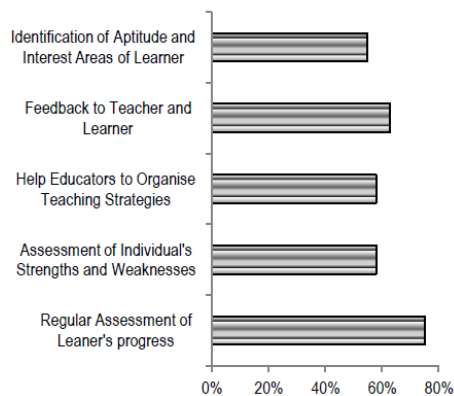 Identification of Aptitude and
Interest Areas of Learner
Feedback to Teacher and
Learner
Help Educators to Organise
Teaching Strategies
Assessment of Individual's
Strengths and Weaknesses
Regular Assessment of
Leaner's progress
0% 20% 40% 60% 80%